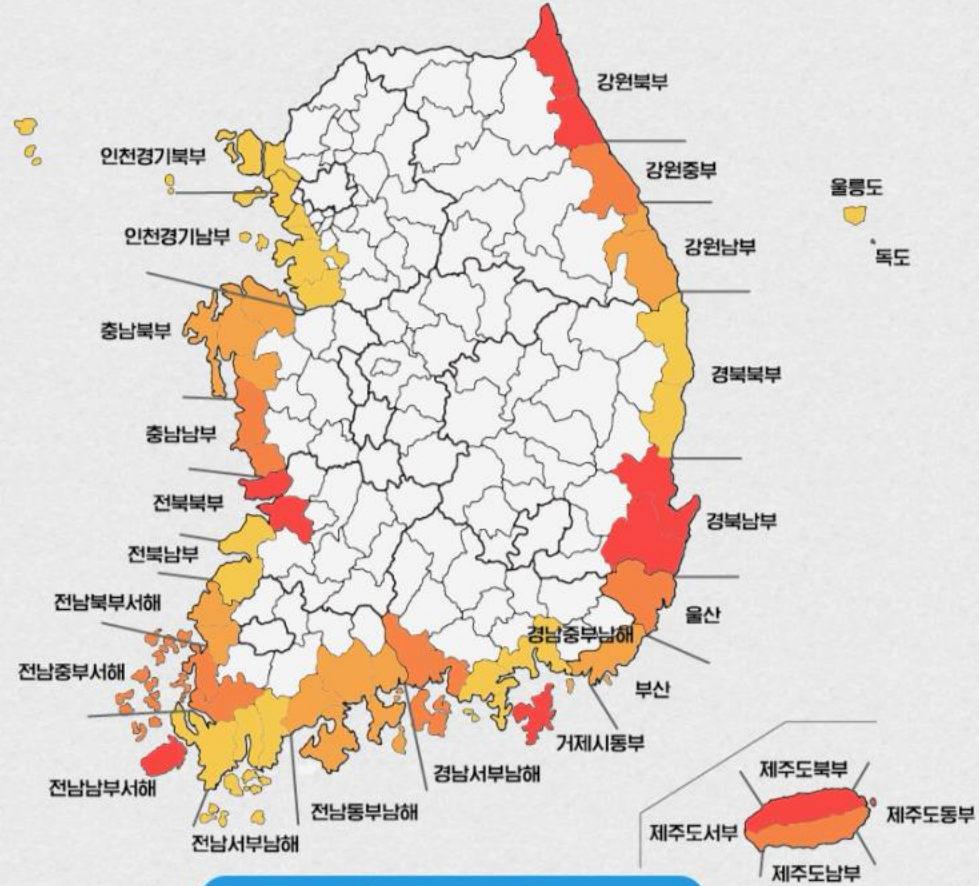 강원북부
인천경기북부
강원중부
울릉도
인천경기남부
강원남부
독도
충남북부
경북북부
충남남부
전북북부
경북남부
전북남부
전남북부서해
울산
경남중부남해
전남중부서해
부산
거제시동부
전남남부서해
경남서부남해
제주도북부
전남동부남해
제주도동부
제주도서부
전남서부남해
제주도남부